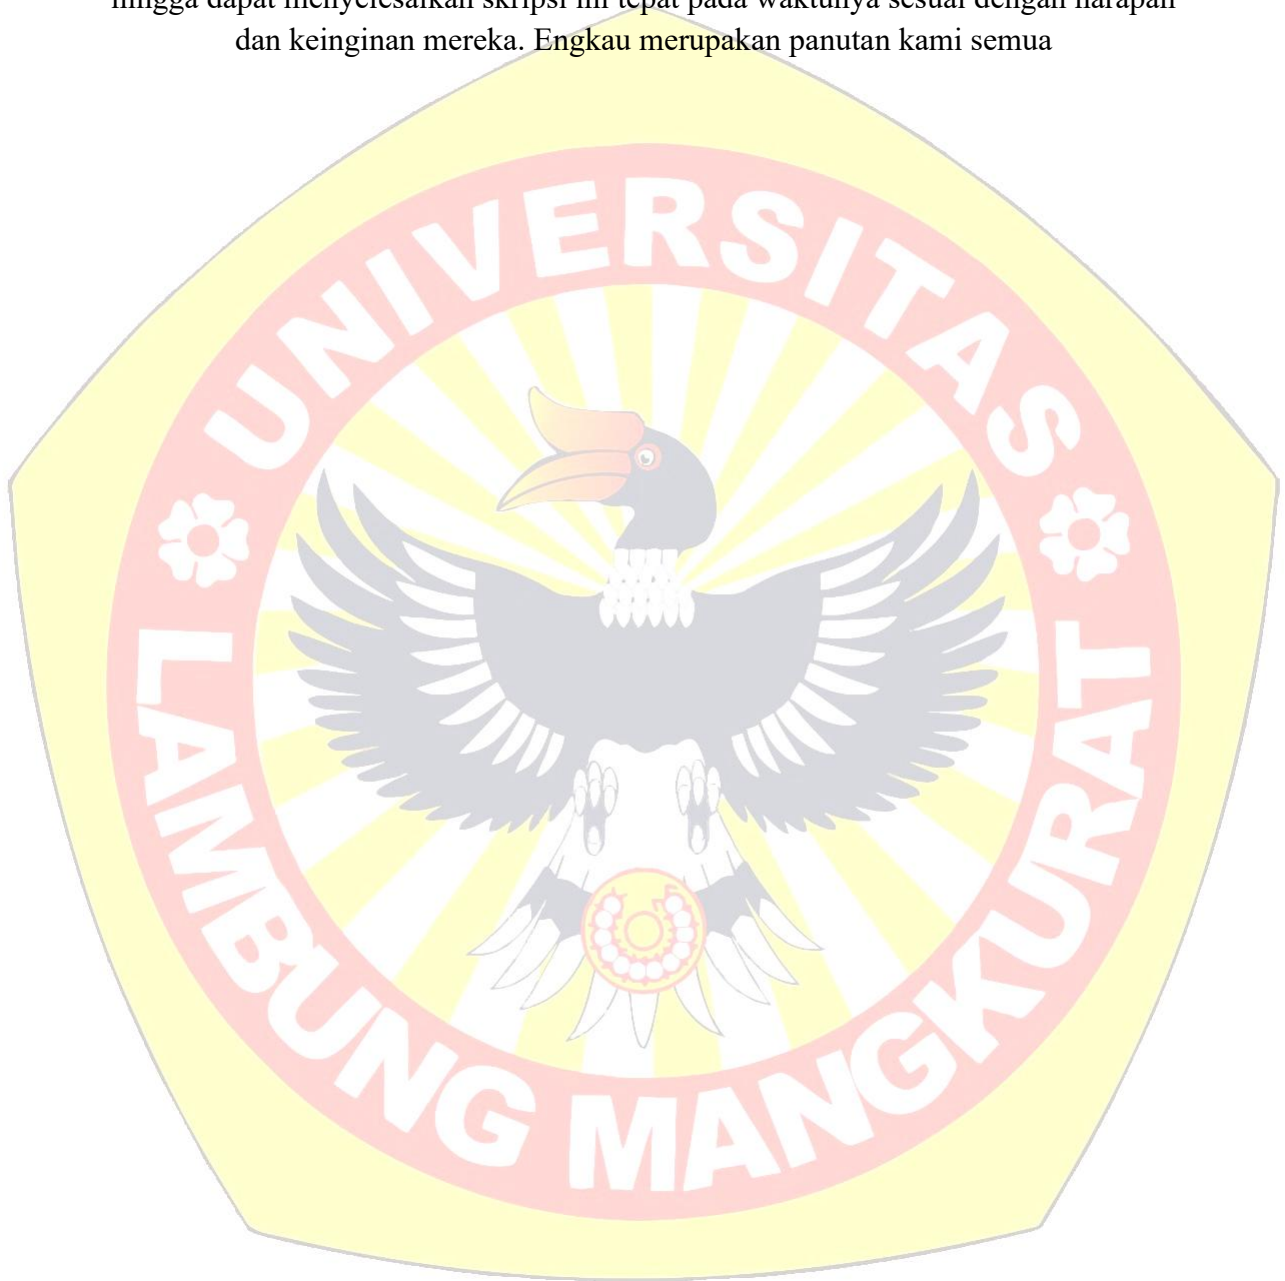 hingga dapat menyelesaikan skripsi ini tepat pada waktunya sesuai dengan harapan
dan keinginan mereka. Engkau merupakan panutan kami semua
UNIVERSITAS
LAMBUNG MANGKURAT